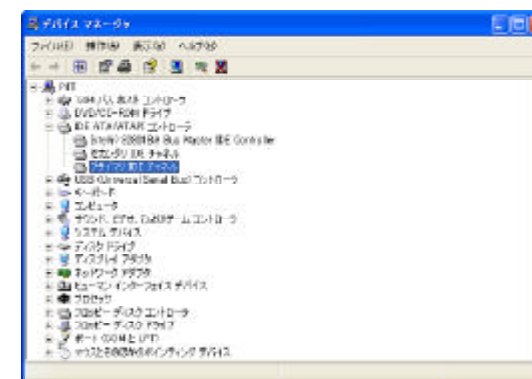 デバイス マネージャ
ファイル(F) 操作(A) 表示(V) ヘルプ(H)
バス ホスト コントローラ
DVD/CD-ROM ドライブ
IDE ATA/ATAPI コントローラ
Bus Master IDE Controller
セカンダリ IDE チャネル
プライマリ IDE チャネル
USB (Universal Serial Bus) コントローラ
キーボード
コンピュータ
サウンド、ビデオ、およびゲーム コントローラ
システム デバイス
ディスク ドライブ
ディスプレイ アダプタ
ネットワーク アダプタ
ヒューマン インターフェイス デバイス
プロセッサ
フロッピー ディスク コントローラ
フロッピー ディスク ドライブ
ポート (COM と LPT)
マウスとそのほかのポインティング デバイス